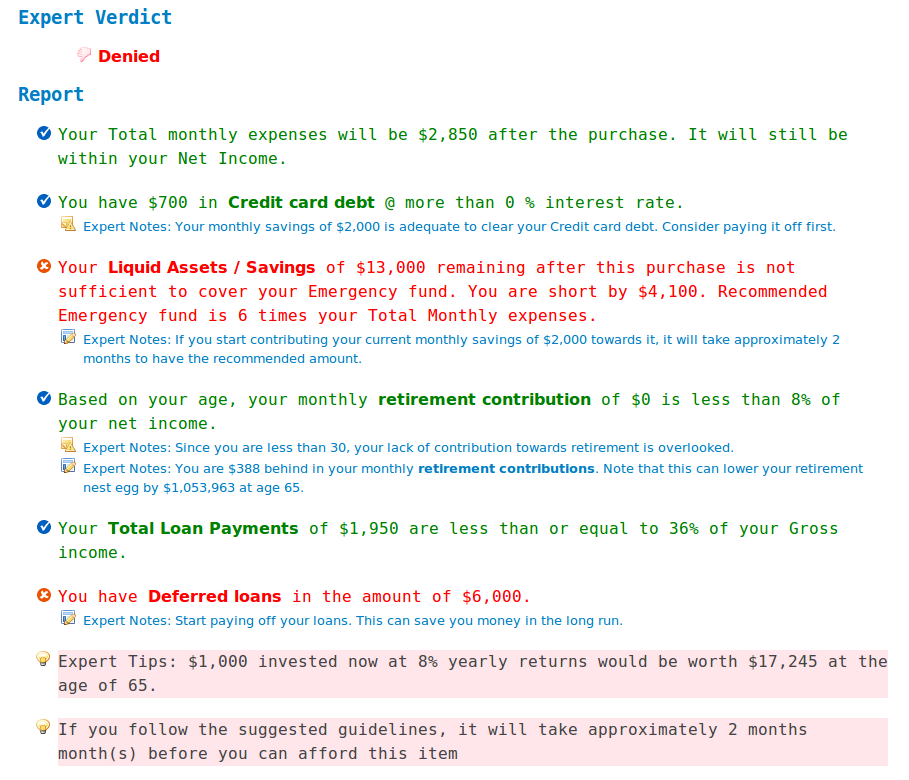 Expert Verdict
Denied
Report
Your Total monthly expenses will be $2,850 after the purchase. It will still be
within your Net Income.
You have $700 in Credit card debt @ more than 0 % interest rate.
Expert Notes: Your monthly savings of $2,000 is adequate to clear your Credit card debt. Consider paying it off first.
Your Liquid Assets / Savings of $13,000 remaining after this purchase is not
sufficient to cover your Emergency fund. You are short by $4,100. Recommended
Emergency fund is 6 times your Total Monthly expenses.
Expert Notes: If you start contributing your current monthly savings of $2,000 towards it, it will take approximately 2
months to have the recommended amount.
Based on your age, your monthly retirement contribution of $0 is less than 8% of
your net income.
Expert Notes: Since you are less than 30, your lack of contribution towards retirement is overlooked.
Expert Notes: You are $388 behind in your monthly retirement contributions. Note that this can lower your retirement
nest egg by $1,053,963 at age 65.
Your Total Loan Payments of $1,950 are less than or equal to 36% of your Gross
income.
You have Deferred loans in the amount of $6,000.
Expert Notes: Start paying off your loans. This can save you money in the long run.
Expert Tips: $1,000 invested now at 8% yearly returns would be worth $17,245 at the
age of 65.
If you follow the suggested guidelines, it will take approximately 2 months
month(s) before you can afford this item